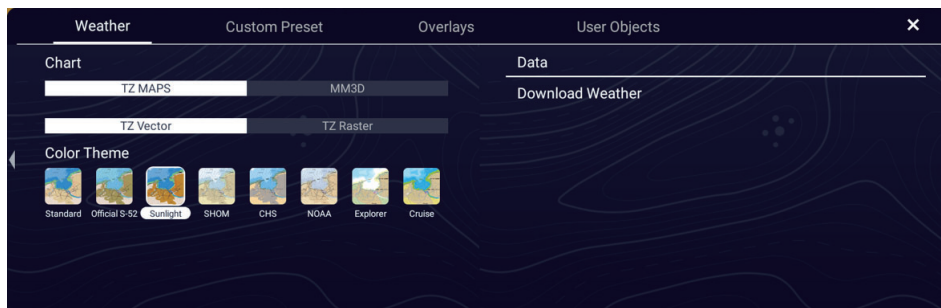 Weather Custom Preset Overlays User Objects ×
Chart
TZ MAPS MM3D
TZ Vector TZ Raster
Color Theme
Standard Official S-52 Sunlight SHOM CHS NOAA Explorer Cruise
Data
Download Weather